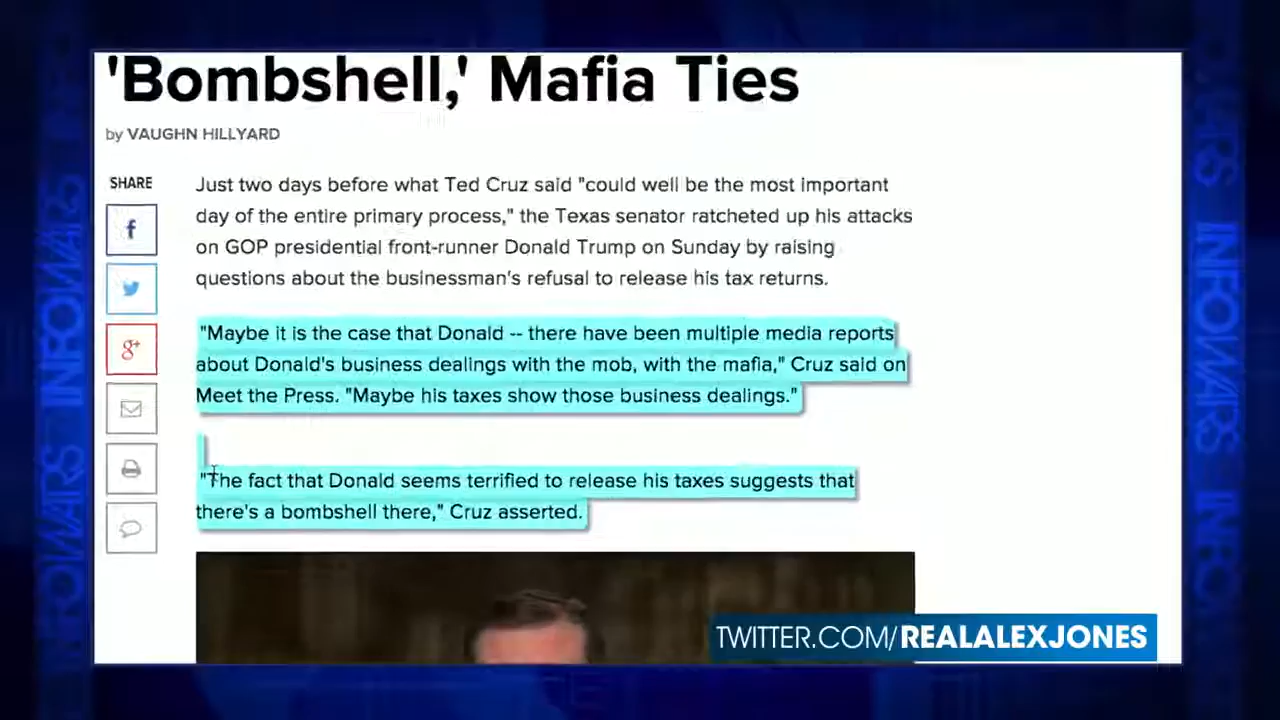 'Bombshell,' Mafia Ties
by VAUGHN HILLYARD
SHARE
Just two days before what Ted Cruz said "could well be the most important
day of the entire primary process," the Texas senator ratcheted up his attacks
on GOP presidential front-runner Donald Trump on Sunday by raising
questions about the businessman's refusal to release his tax returns.
"Maybe it is the case that Donald -- there have been multiple media reports
about Donald's business dealings with the mob, with the mafia," Cruz said on
Meet the Press. "Maybe his taxes show those business dealings."
"The fact that Donald seems terrified to release his taxes suggests that
there's a bombshell there," Cruz asserted.
TWITTER.COM/REALALEXJONES
INFOWARS
INFOWARS